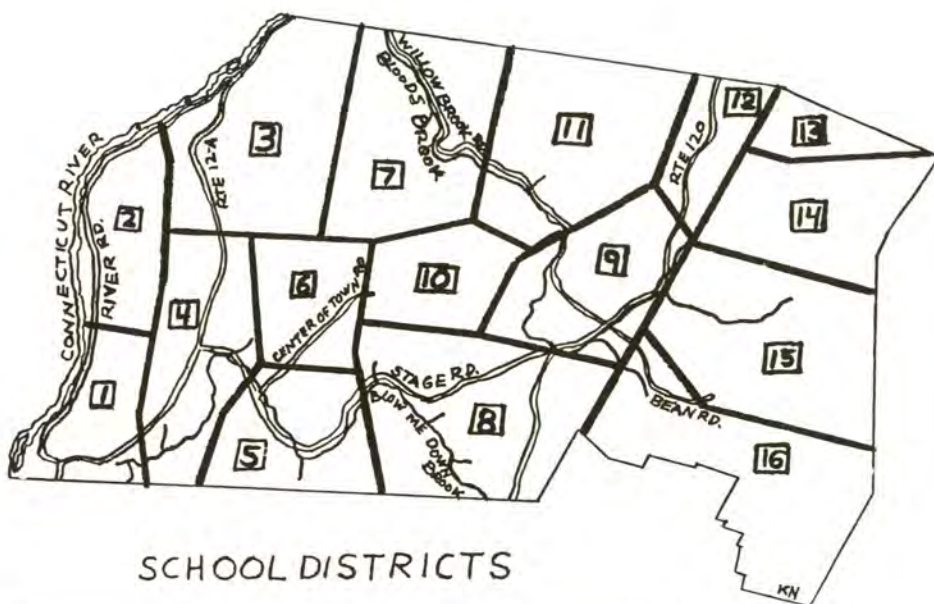 CONNECTICUT RIVER
RIVER RD.
RTE 12-A
WILLOW BROOK RD
BLOODS BROOK
RTE 120
CENTER OF TOWN RD
STAGE RD.
BLOW ME DOWN
BROOK
BEAN RD.
1
2
3
4
5
6
7
8
9
10
11
12
13
14
15
16
KN
SCHOOL DISTRICTS